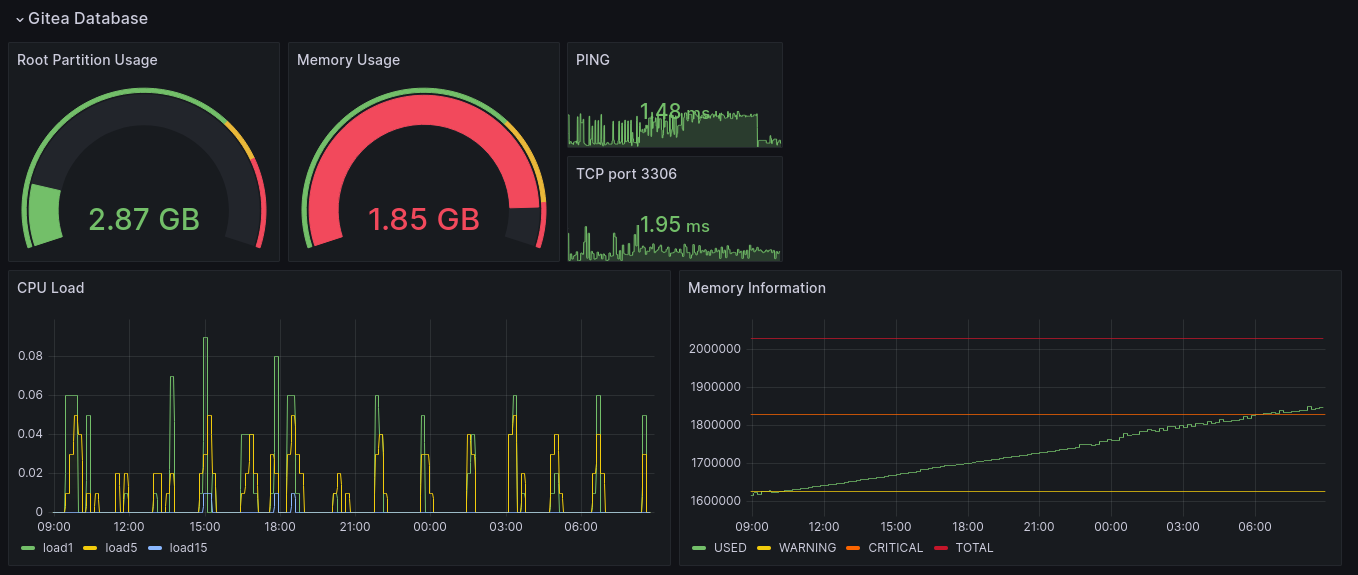 Gitea Database
Root Partition Usage
2.87 GB
Memory Usage
1.85 GB
PING
1.48 ms
TCP port 3306
1.95 ms
CPU Load
0.08
0.06
0.04
0.02
0
09:00 12:00 15:00 18:00 21:00 00:00 03:00 06:00
load1 load5 load15
Memory Information
2000000
1900000
1800000
1700000
1600000
09:00 12:00 15:00 18:00 21:00 00:00 03:00 06:00
USED WARNING CRITICAL TOTAL